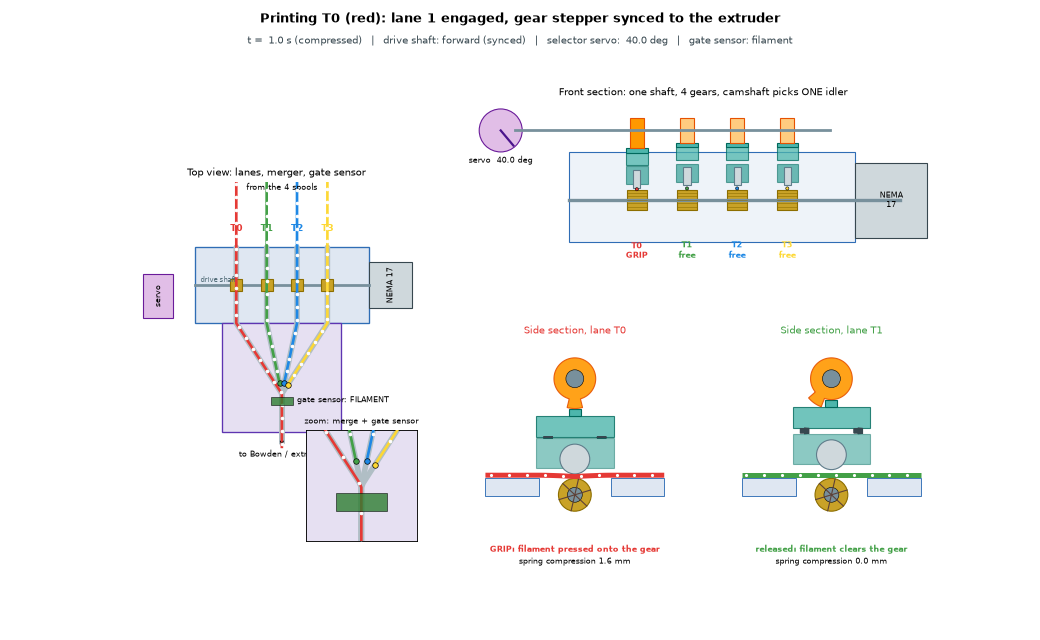 Printing T0 (red): lane 1 engaged, gear stepper synced to the extruder
t =  1.0 s (compressed)   |   drive shaft: forward (synced)   |   selector servo:  40.0 deg   |   gate sensor: filament
Front section: one shaft, 4 gears, camshaft picks ONE idler
servo  40.0 deg
NEMA
17
T0
GRIP
T1
free
T2
free
T3
free
Top view: lanes, merger, gate sensor
from the 4 spools
T0
T1
T2
T3
drive shaft
servo
NEMA 17
gate sensor: FILAMENT
zoom: merge + gate sensor
to Bowden / extr
Side section, lane T0
GRIP: filament pressed onto the gear
spring compression 1.6 mm
Side section, lane T1
released: filament clears the gear
spring compression 0.0 mm